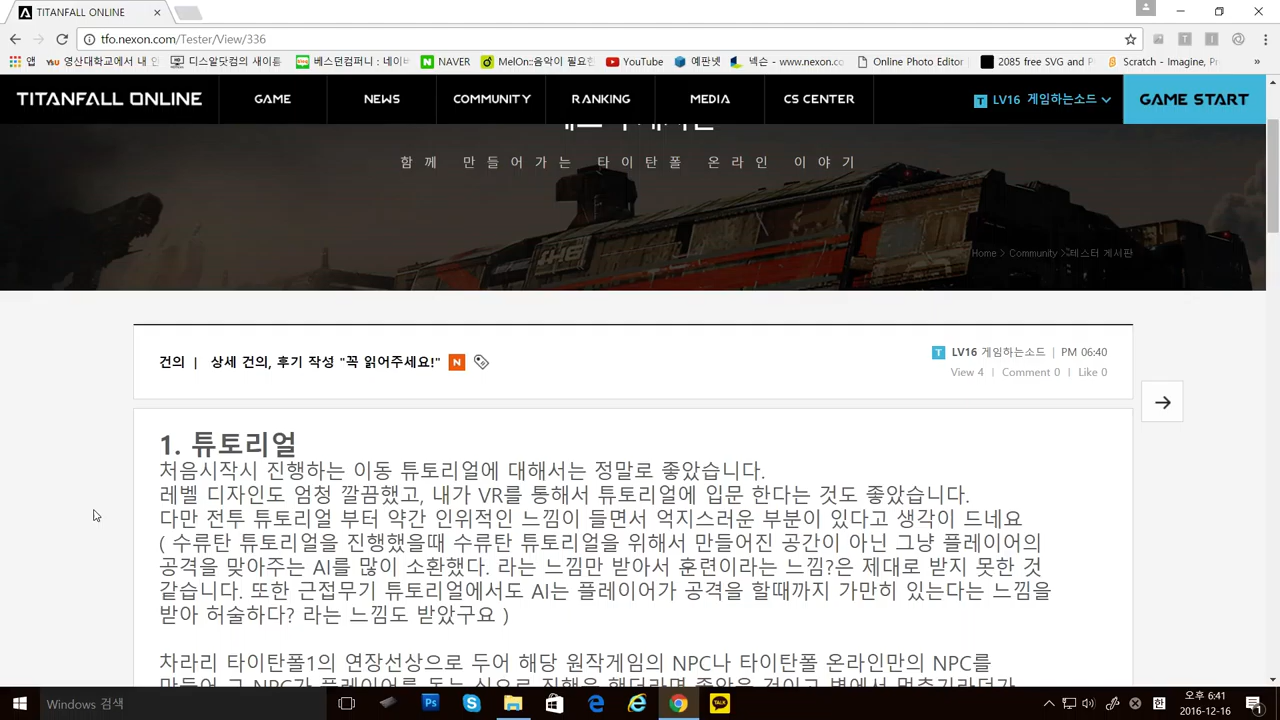 TITANFALL ONLINE
tfo.nexon.com/Tester/View/336
앱 영산대학교에서 내 인 디스일닷컴의 새이름 베스던컴퍼니 : 네이버 NAVER MelOn::음악이 필요한 YouTube 예판넷 넥슨 - www.nexon.co Online Photo Editor 2085 free SVG and P Scratch - Imagine, Pr »
TITANFALL ONLINE GAME NEWS COMMUNITY RANKING MEDIA CS CENTER T LV16 게임하는소드 GAME START
함께 만들어가는 타이탄폴 온라인 이야기
Home > Community > 테스터 게시판
건의 | 상세 건의, 후기 작성 "꼭 읽어주세요!" N
T LV16 게임하는소드 | PM 06:40
View 4 | Comment 0 | Like 0
1. 튜토리얼
처음시작시 진행하는 이동 튜토리얼에 대해서는 정말로 좋았습니다.
레벨 디자인도 엄청 깔끔했고, 내가 VR를 통해서 튜토리얼에 입문 한다는 것도 좋았습니다.
다만 전투 튜토리얼 부터 약간 인위적인 느낌이 들면서 억지스러운 부분이 있다고 생각이 드네요
( 수류탄 튜토리얼을 진행했을때 수류탄 튜토리얼을 위해서 만들어진 공간이 아닌 그냥 플레이어의
공격을 맞아주는 AI를 많이 소환했다. 라는 느낌만 받아서 훈련이라는 느낌?은 제대로 받지 못한 것
같습니다. 또한 근접무기 튜토리얼에서도 AI는 플레이어가 공격을 할때까지 가만히 있는다는 느낌을
받아 허술하다? 라는 느낌도 받았구요 )
차라리 타이탄폴1의 연장선상으로 두어 해당 원작게임의 NPC나 타이탄폴 온라인만의 NPC를
Windows 검색
Ps
TALK
한
오후 6:41
2016-12-16
1